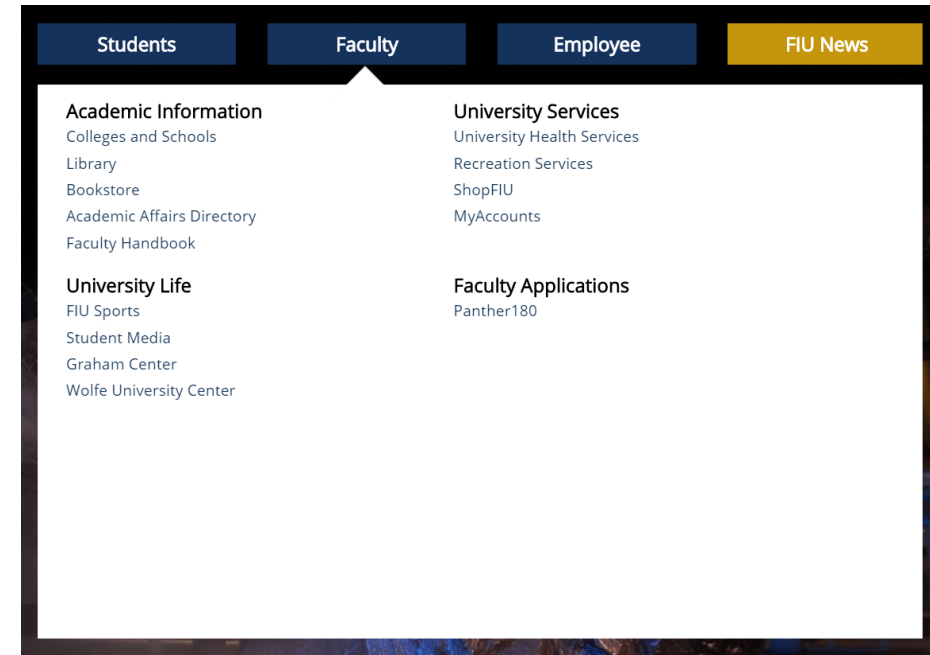 Students
Faculty
Employee
FIU News
Academic Information
Colleges and Schools
Library
Bookstore
Academic Affairs Directory
Faculty Handbook
University Services
University Health Services
Recreation Services
ShopFIU
MyAccounts
University Life
FIU Sports
Student Media
Graham Center
Wolfe University Center
Faculty Applications
Panther180